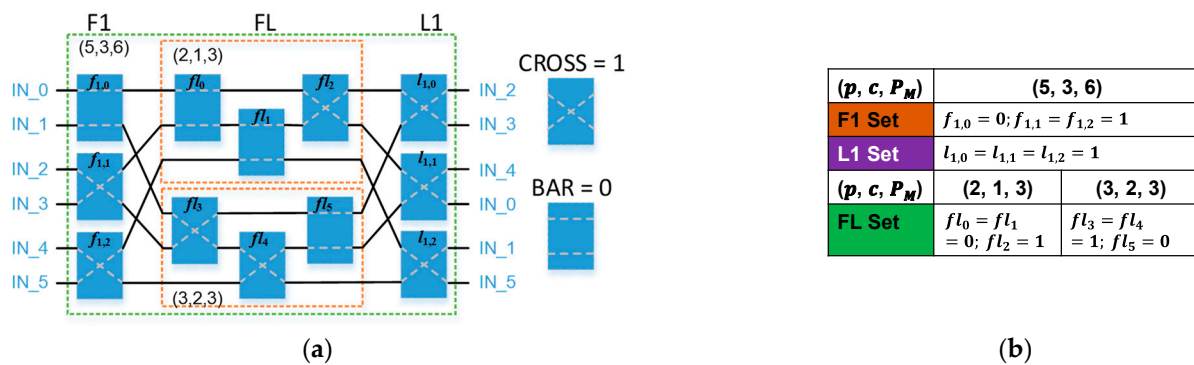 F1 FL L1
(5,3,6)
(2,1,3)
CROSS = 1
f1,0 fl0 fl2 l1,0
IN_0 IN_2
fl1
IN_1 IN_3
f1,1 l1,1
IN_2 IN_4
BAR = 0
IN_3 fl3 fl5 IN_0
f1,2 fl4 l1,2
IN_4 IN_1
IN_5 IN_5
(3,2,3)
(a)
(p, c, PM) (5, 3, 6)
F1 Set f1,0 = 0; f1,1 = f1,2 = 1
L1 Set l1,0 = l1,1 = l1,2 = 1
(p, c, PM) (2, 1, 3) (3, 2, 3)
FL Set fl0 = fl1 fl3 = fl4
= 0; fl2 = 1 = 1; fl5 = 0
(b)